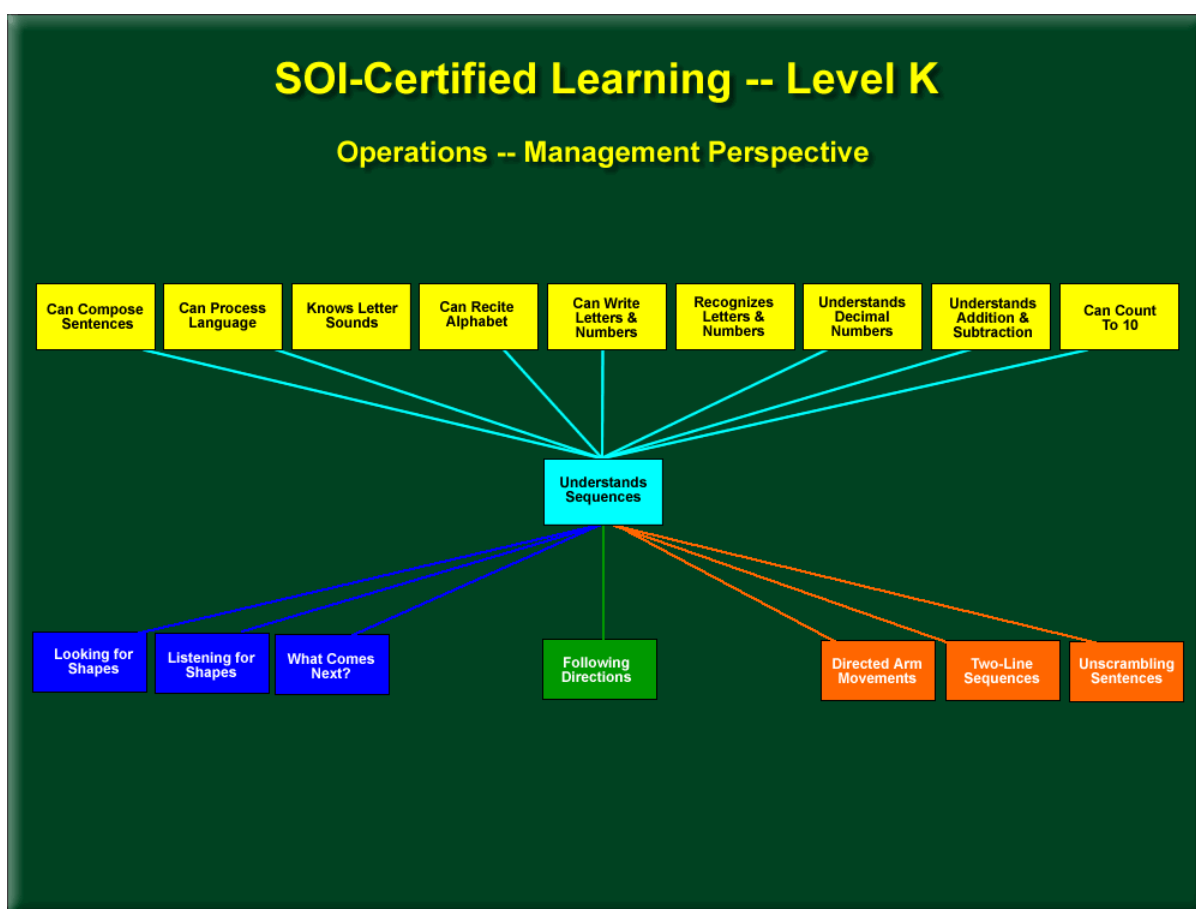 SOI-Certified Learning -- Level K
Operations -- Management Perspective
Can Compose
Sentences
Can Process
Language
Knows Letter
Sounds
Can Recite
Alphabet
Can Write
Letters &
Numbers
Recognizes
Letters &
Numbers
Understands
Decimal
Numbers
Understands
Addition &
Subtraction
Can Count
To 10
Understands
Sequences
Looking for
Shapes
Listening for
Shapes
What Comes
Next?
Following
Directions
Directed Arm
Movements
Two-Line
Sequences
Unscrambling
Sentences